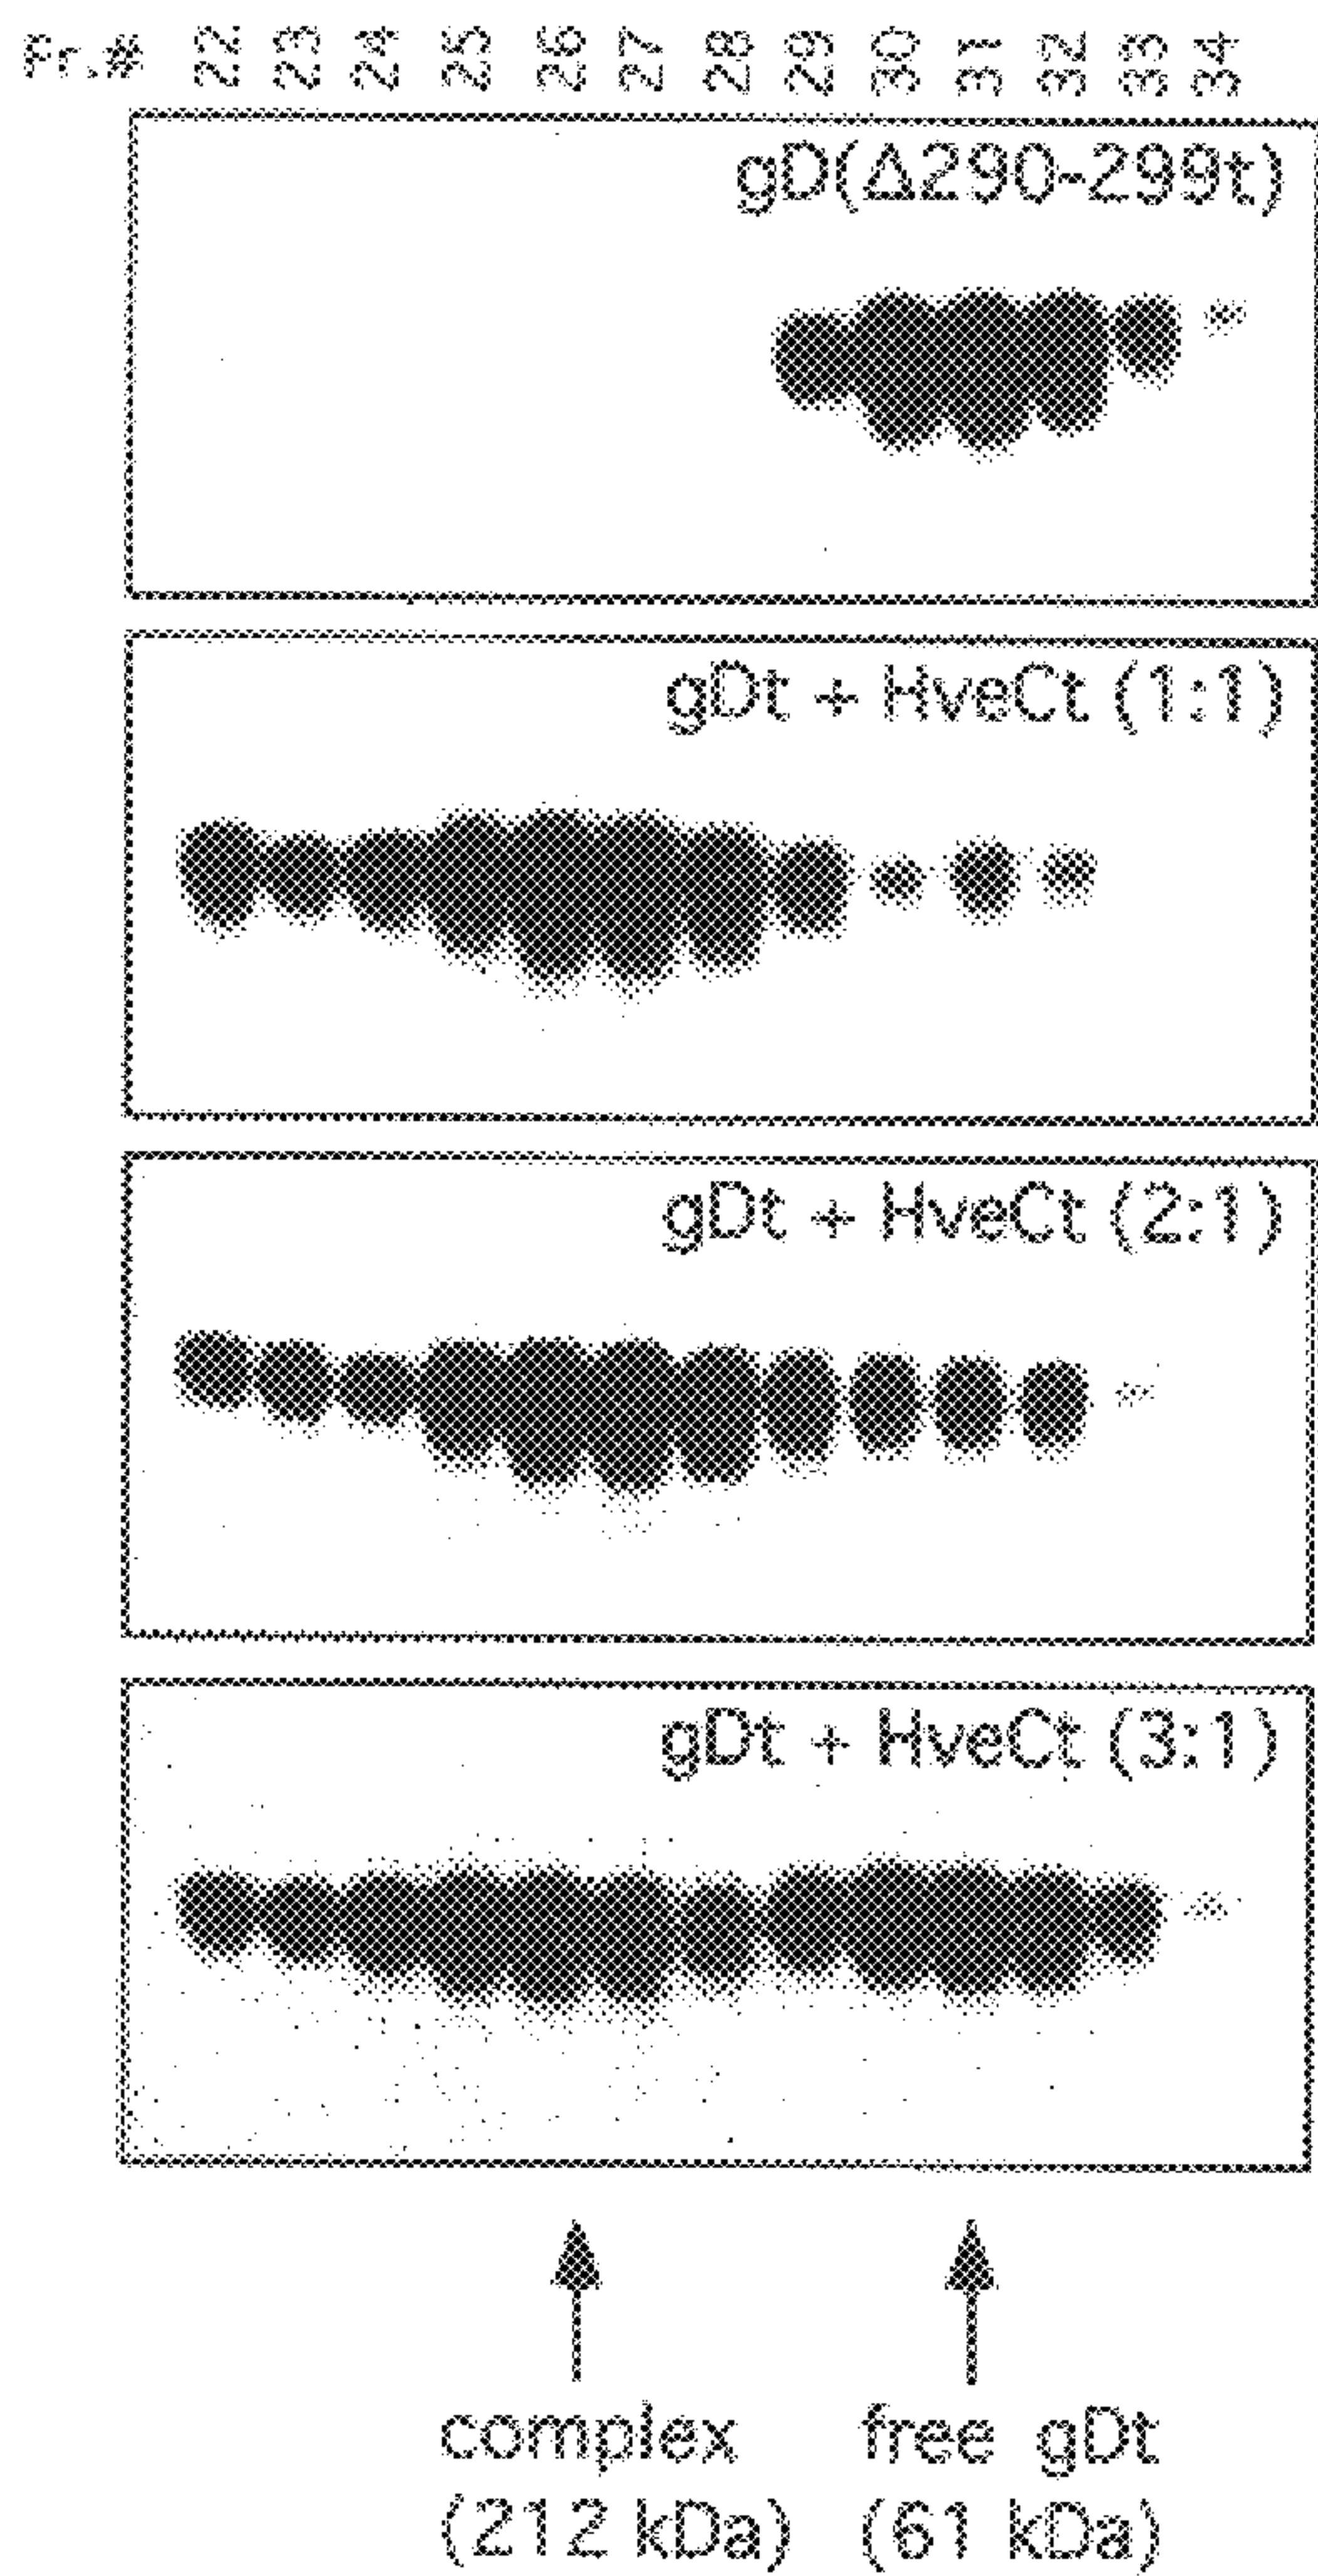 Fr.# 22 23 24 25 26 27 28 29 30 31 32 33 34
gD(Δ290-299t)
gDt + HveCt (1:1)
gDt + HveCt (2:1)
gDt + HveCt (3:1)
complex free gDt
(212 kDa) (61 kDa)